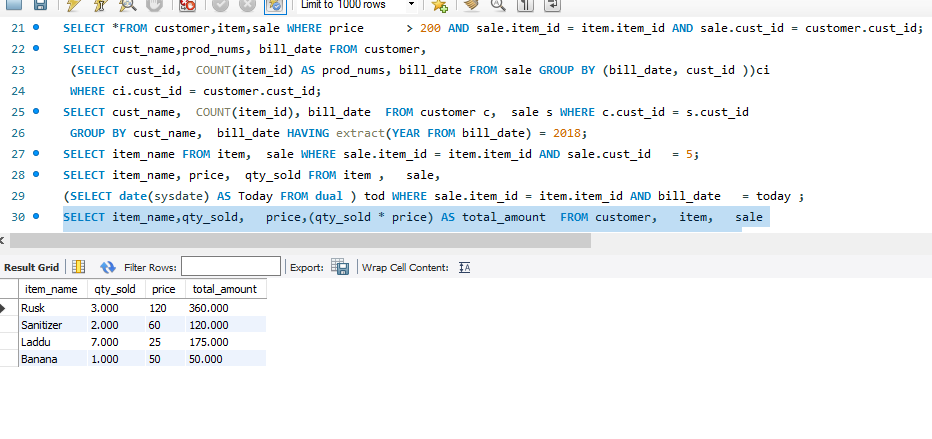 Limit to 1000 rows
21 SELECT *FROM customer,item,sale WHERE price > 200 AND sale.item_id = item.item_id AND sale.cust_id = customer.cust_id;
22 SELECT cust_name,prod_nums, bill_date FROM customer,
23 (SELECT cust_id, COUNT(item_id) AS prod_nums, bill_date FROM sale GROUP BY (bill_date, cust_id ))ci
24 WHERE ci.cust_id = customer.cust_id;
25 SELECT cust_name, COUNT(item_id), bill_date FROM customer c, sale s WHERE c.cust_id = s.cust_id
26 GROUP BY cust_name, bill_date HAVING extract(YEAR FROM bill_date) = 2018;
27 SELECT item_name FROM item, sale WHERE sale.item_id = item.item_id AND sale.cust_id = 5;
28 SELECT item_name, price, qty_sold FROM item , sale,
29 (SELECT date(sysdate) AS Today FROM dual ) tod WHERE sale.item_id = item.item_id AND bill_date = today ;
30 SELECT item_name,qty_sold, price,(qty_sold * price) AS total_amount FROM customer, item, sale
Result Grid Filter Rows: Export: Wrap Cell Content:
item_name qty_sold price total_amount
Rusk 3.000 120 360.000
Sanitizer 2.000 60 120.000
Laddu 7.000 25 175.000
Banana 1.000 50 50.000